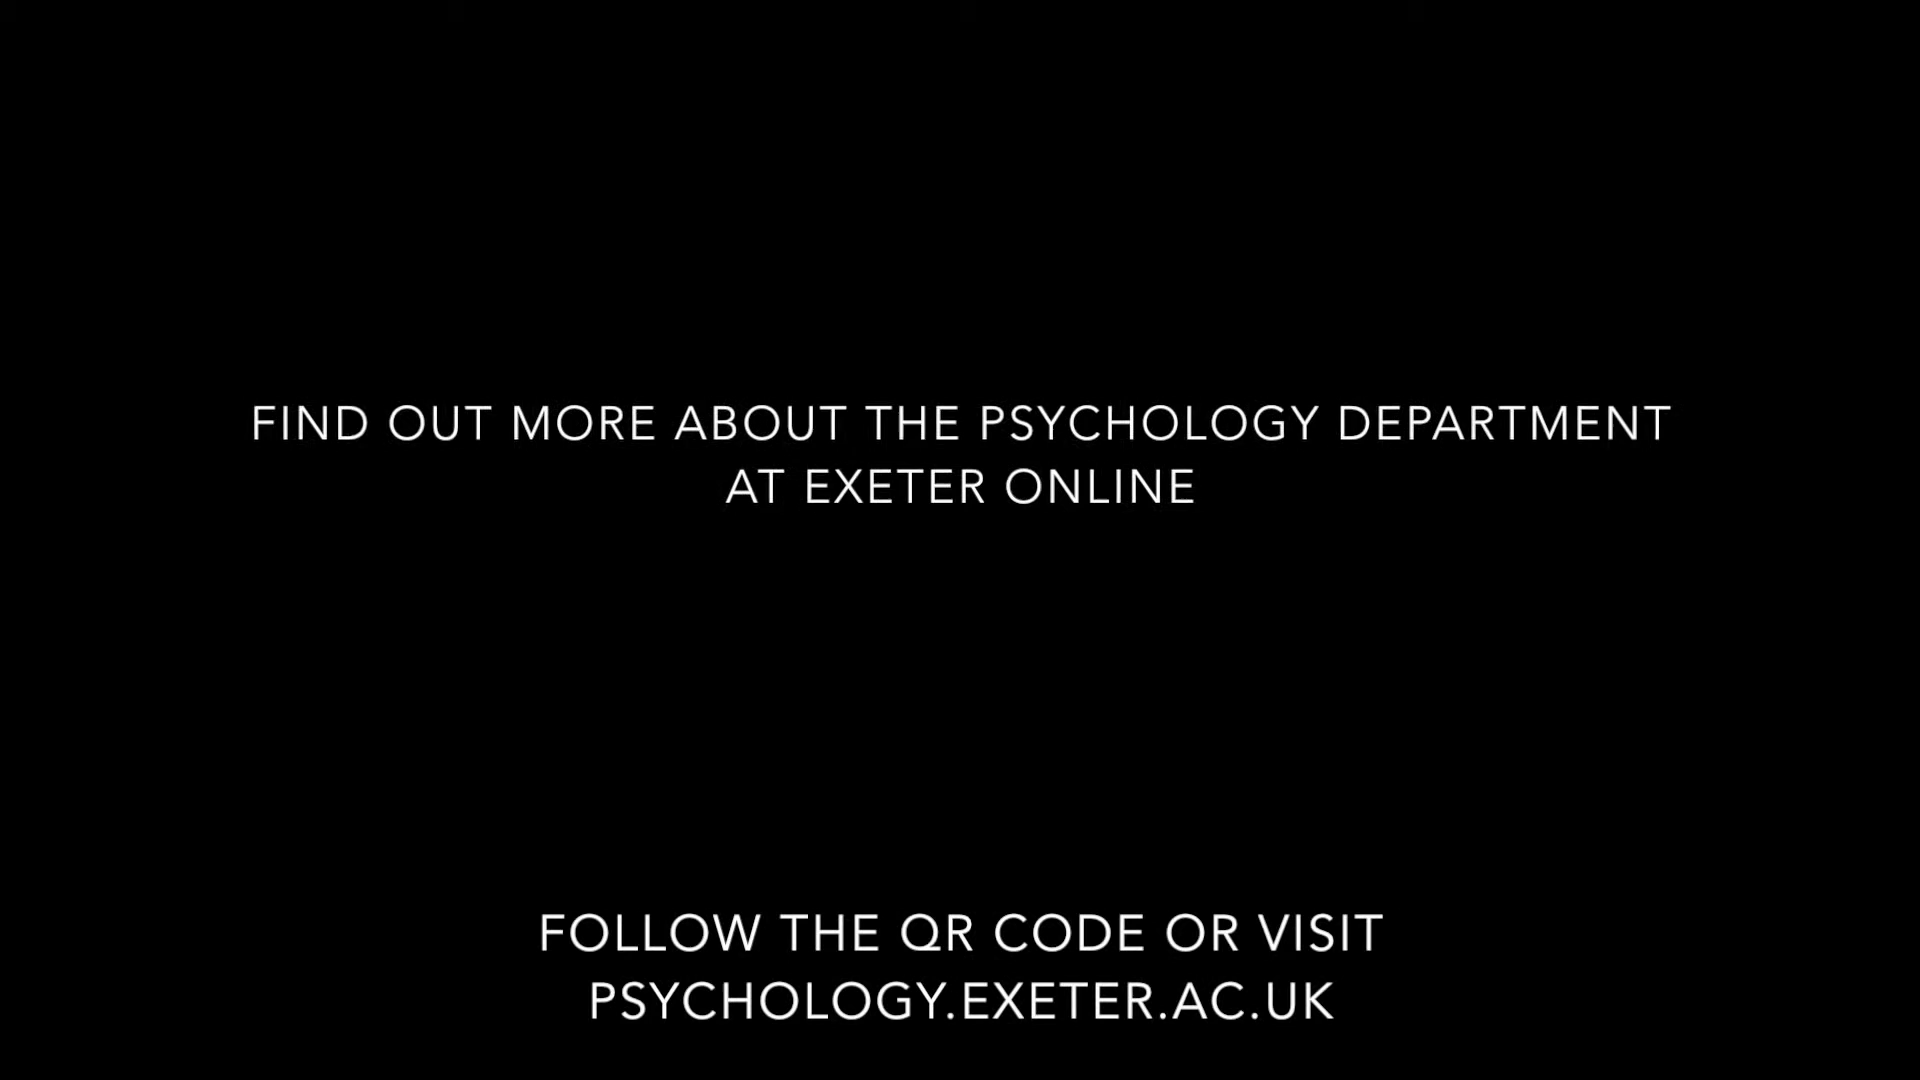 FIND OUT MORE ABOUT THE PSYCHOLOGY DEPARTMENT
AT EXETER ONLINE
FOLLOW THE QR CODE OR VISIT
PSYCHOLOGY.EXETER.AC.UK